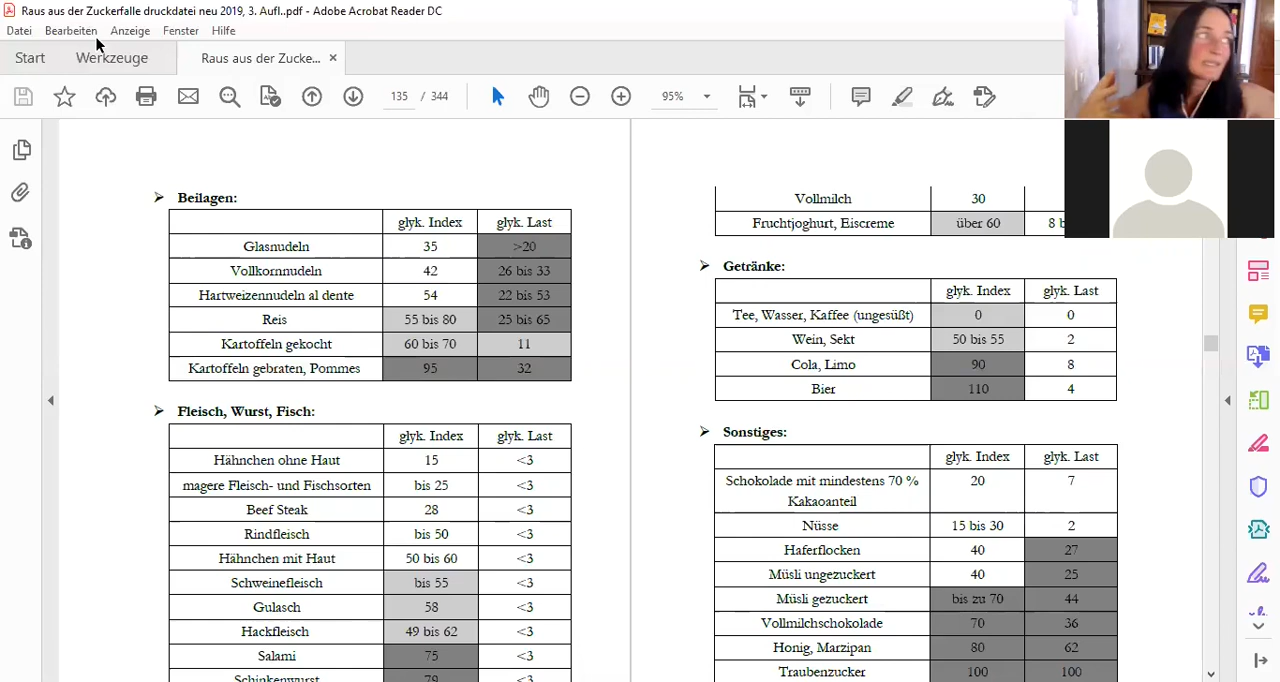 Raus aus der Zuckerfalle druckdatei neu 2019, 3. Aufl..pdf - Adobe Acrobat Reader DC
Datei Bearbeiten Anzeige Fenster Hilfe
Start Werkzeuge Raus aus der Zucke... ×
135 / 344 95%
➢ Beilagen:
glyk. Index glyk. Last
Glasnudeln 35 >20
Vollkornnudeln 42 26 bis 33
Hartweizennudeln al dente 54 22 bis 53
Reis 55 bis 80 25 bis 65
Kartoffeln gekocht 60 bis 70 11
Kartoffeln gebraten, Pommes 95 32
➢ Fleisch, Wurst, Fisch:
glyk. Index glyk. Last
Hähnchen ohne Haut 15 <3
magere Fleisch- und Fischsorten bis 25 <3
Beef Steak 28 <3
Rindfleisch bis 50 <3
Hähnchen mit Haut 50 bis 60 <3
Schweinefleisch bis 55 <3
Gulasch 58 <3
Hackfleisch 49 bis 62 <3
Salami 75 <3
Schinkenwurst 79 <3
Vollmilch 30
Fruchtjoghurt, Eiscreme über 60 8
➢ Getränke:
glyk. Index glyk. Last
Tee, Wasser, Kaffee (ungesüßt) 0 0
Wein, Sekt 50 bis 55 2
Cola, Limo 90 8
Bier 110 4
➢ Sonstiges:
glyk. Index glyk. Last
Schokolade mit mindestens 70 % 20 7
Kakaoanteil
Nüsse 15 bis 30 2
Haferflocken 40 27
Müsli ungezuckert 40 25
Müsli gezuckert bis zu 70 44
Vollmilchschokolade 70 36
Honig, Marzipan 80 62
Traubenzucker 100 100